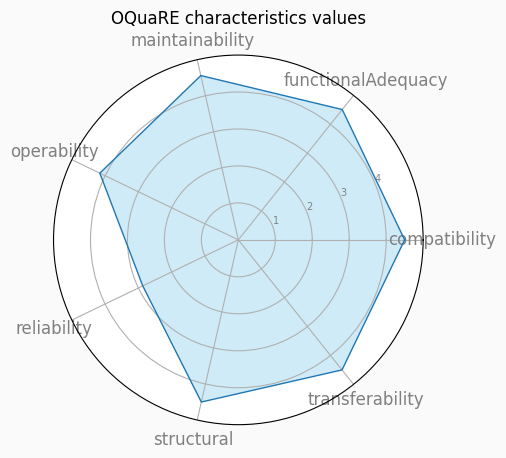 OQuaRE characteristics values
maintainability
functionalAdequacy
operability
4
3
2
1
compatibility
reliability
transferability
structural